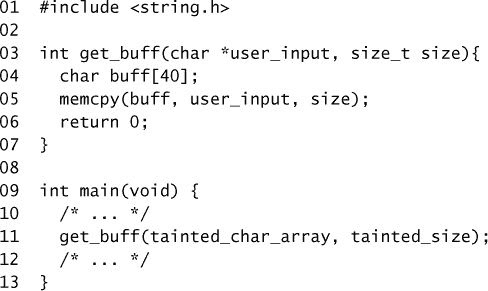 01 #include <string.h>
02
03 int get_buff(char *user_input, size_t size){
04   char buff[40];
05   memcpy(buff, user_input, size);
06   return 0;
07 }
08
09 int main(void) {
10   /* ... */
11   get_buff(tainted_char_array, tainted_size);
12   /* ... */
13 }